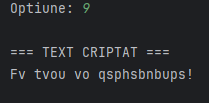 Optiune: 9
=== TEXT CRIPTAT ===
Fv tvou vo qsphsbnbups!